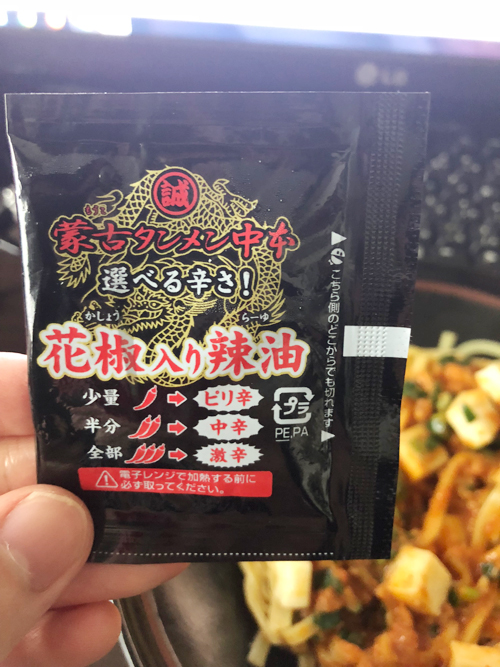 LG
誠
蒙古タンメン中本
選べる辛さ!
かしょう らーゆ
花椒入り辣油
少量 → ピリ辛
半分 → 中辛
全部 → 激辛
電子レンジで加熱する前に
必ず取ってください。
プラ
PE,PA
こちら側のどこからでも切れます